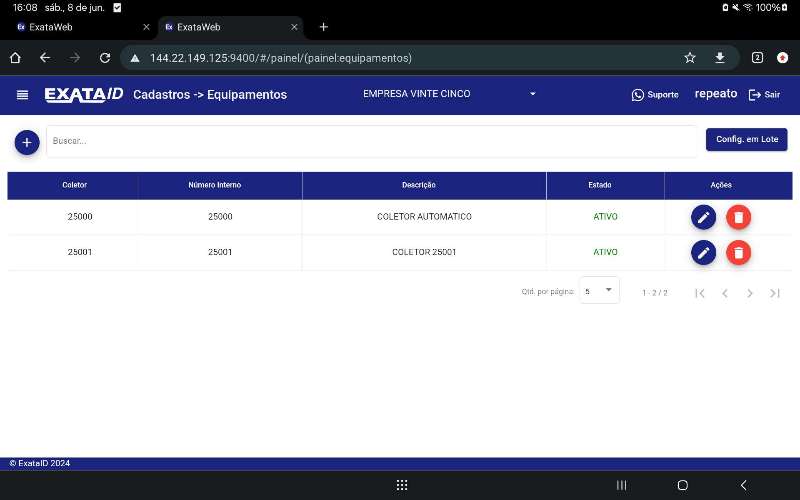 16:08 sáb., 8 de jun. 100%
Ex ExataWeb
Ex ExataWeb
144.22.149.125:9400/#/painel/(painel:equipamentos)
2
EXATAID Cadastros -> Equipamentos EMPRESA VINTE CINCO Suporte repeato Sair
Buscar... Config. em Lote
Coletor Número Interno Descrição Estado Ações
25000 25000 COLETOR AUTOMATICO ATIVO
25001 25001 COLETOR 25001 ATIVO
Qtd. por página: 5 1 - 2 / 2
© ExataID 2024